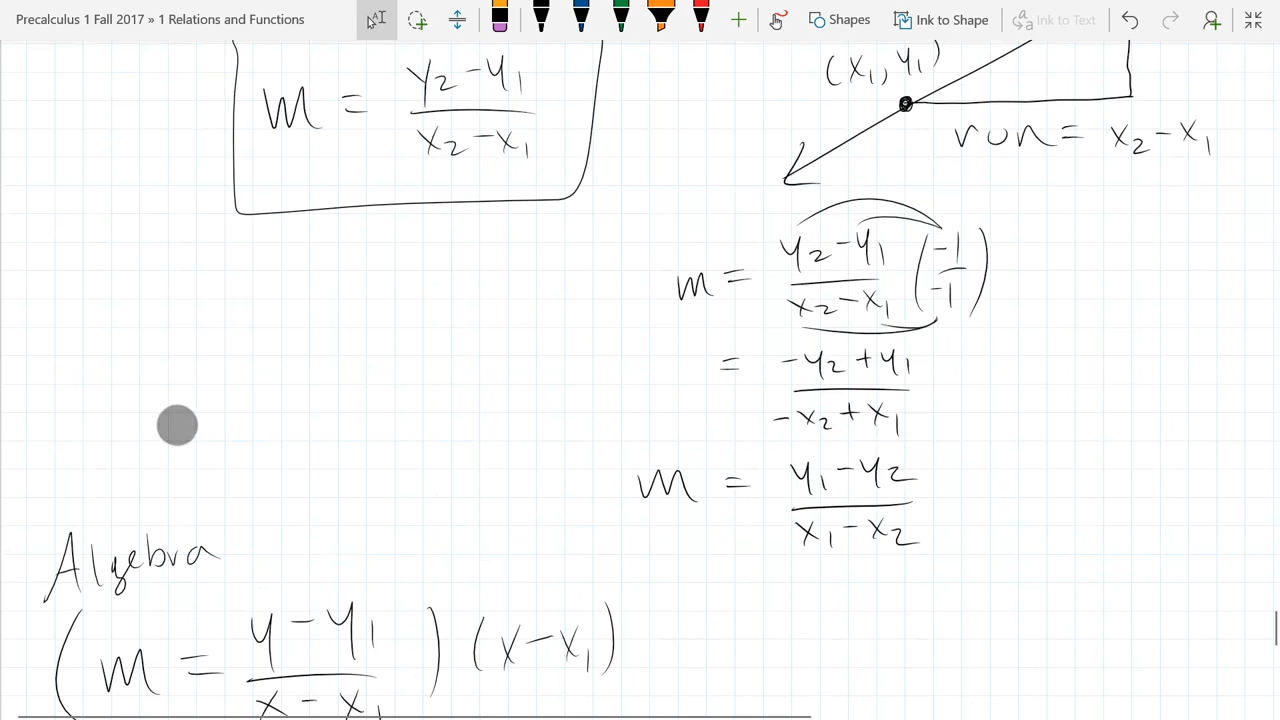 Precalculus 1 Fall 2017 » 1 Relations and Functions
Shapes
Ink to Shape
Ink to Text
m = (y₂ - y₁)/(x₂ - x₁)
(x₁, y₁)
run = x₂ - x₁
m = (y₂ - y₁)/(x₂ - x₁) (-1/-1)
= (-y₂ + y₁)/(-x₂ + x₁)
m = (y₁ - y₂)/(x₁ - x₂)
Algebra
(m = (y - y₁)/(x - x₁)) (x - x₁)